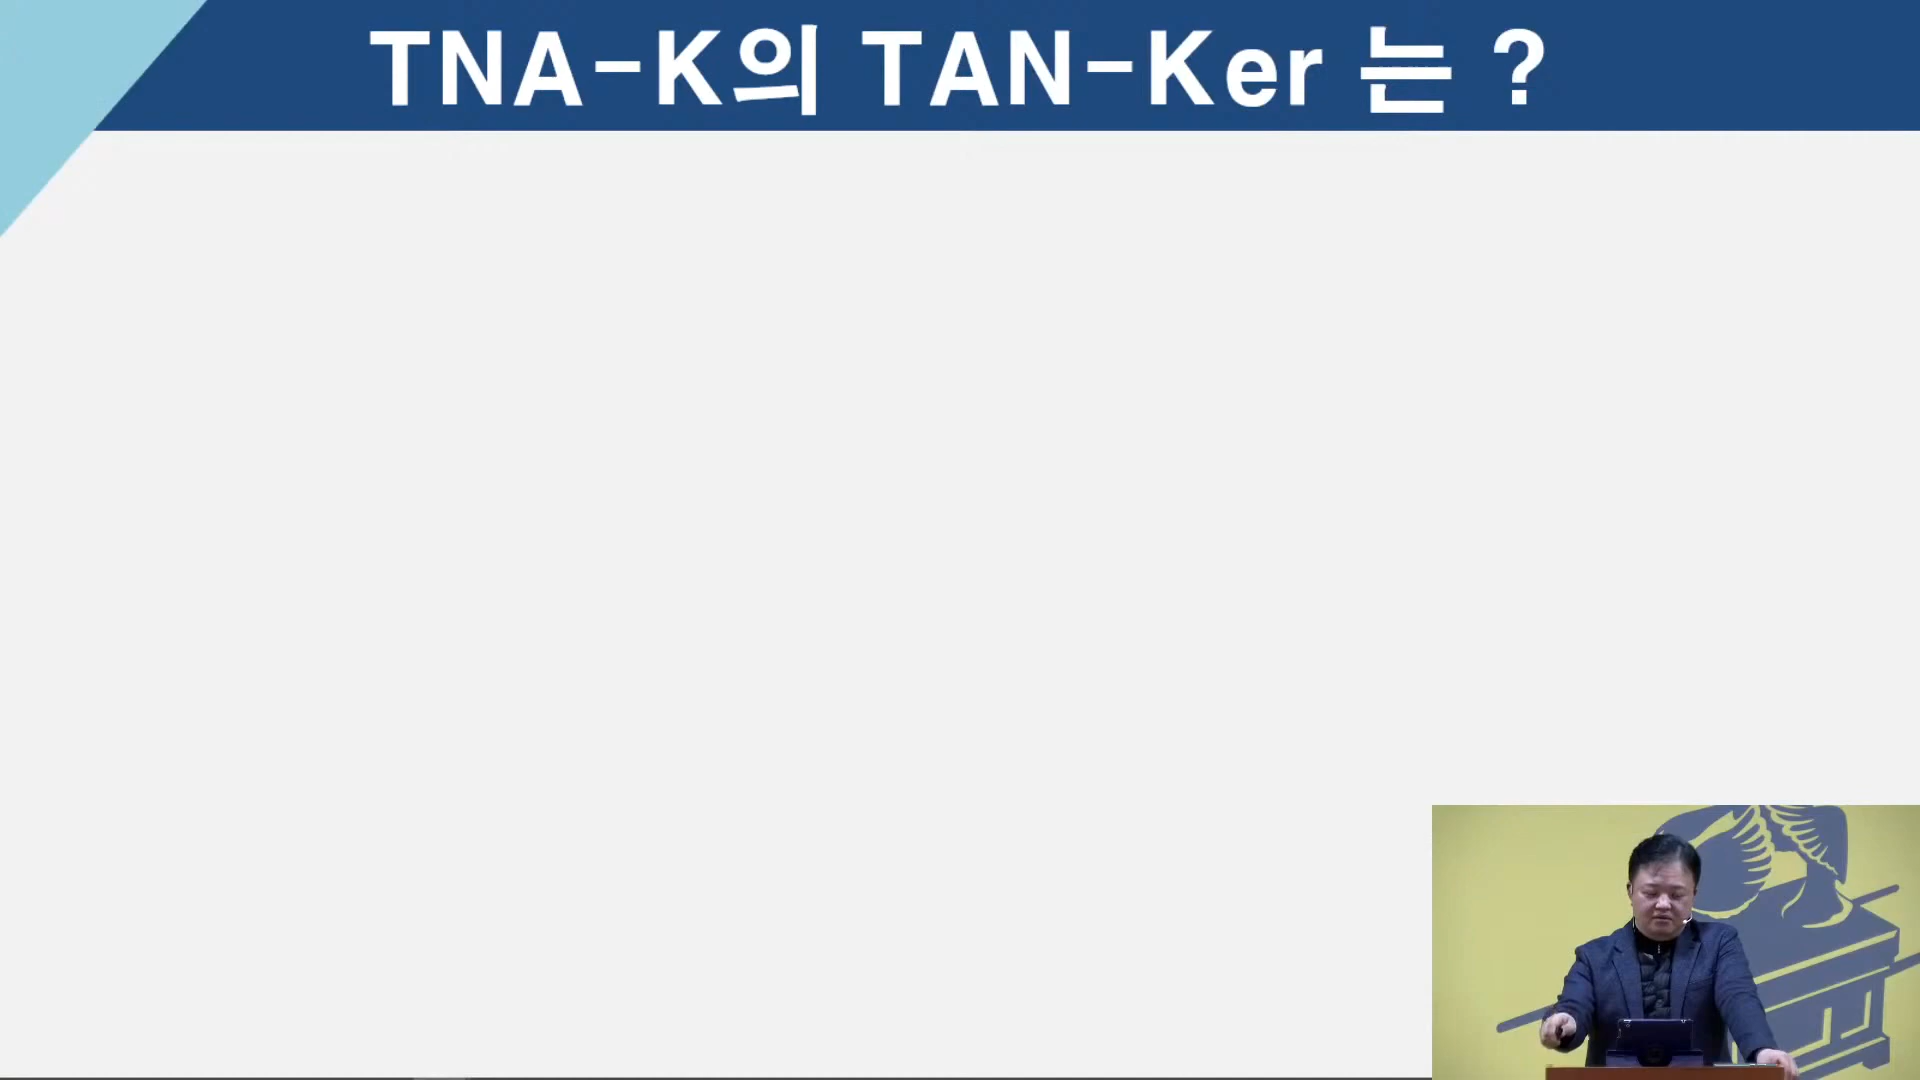 TNA-K의 TAN-Ker 는 ?